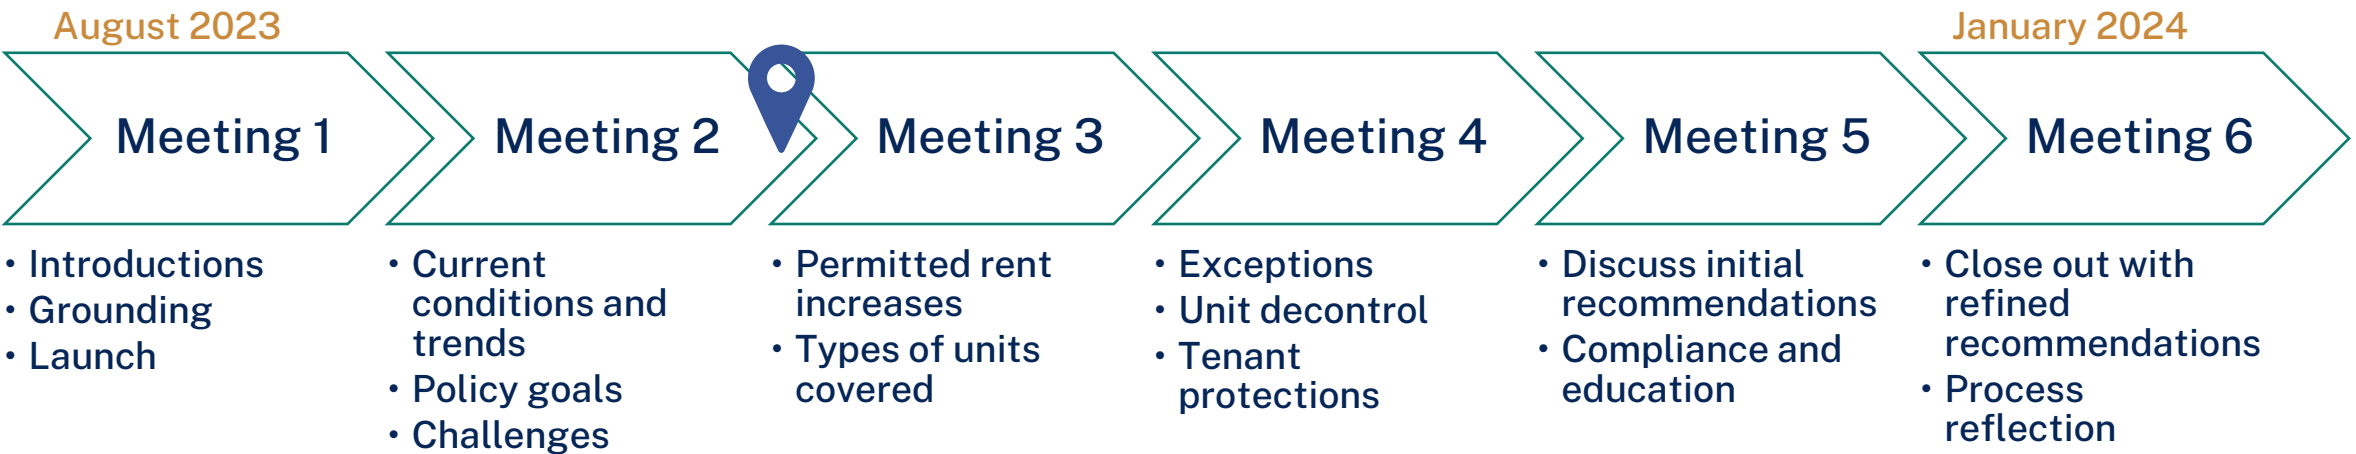 August 2023
January 2024
Meeting 1
Meeting 2
Meeting 3
Meeting 4
Meeting 5
Meeting 6
• Introductions
• Grounding
• Launch
• Current
conditions and
trends
• Policy goals
• Challenges
• Permitted rent
increases
• Types of units
covered
• Exceptions
• Unit decontrol
• Tenant
protections
• Discuss initial
recommendations
• Compliance and
education
• Close out with
refined
recommendations
• Process
reflection